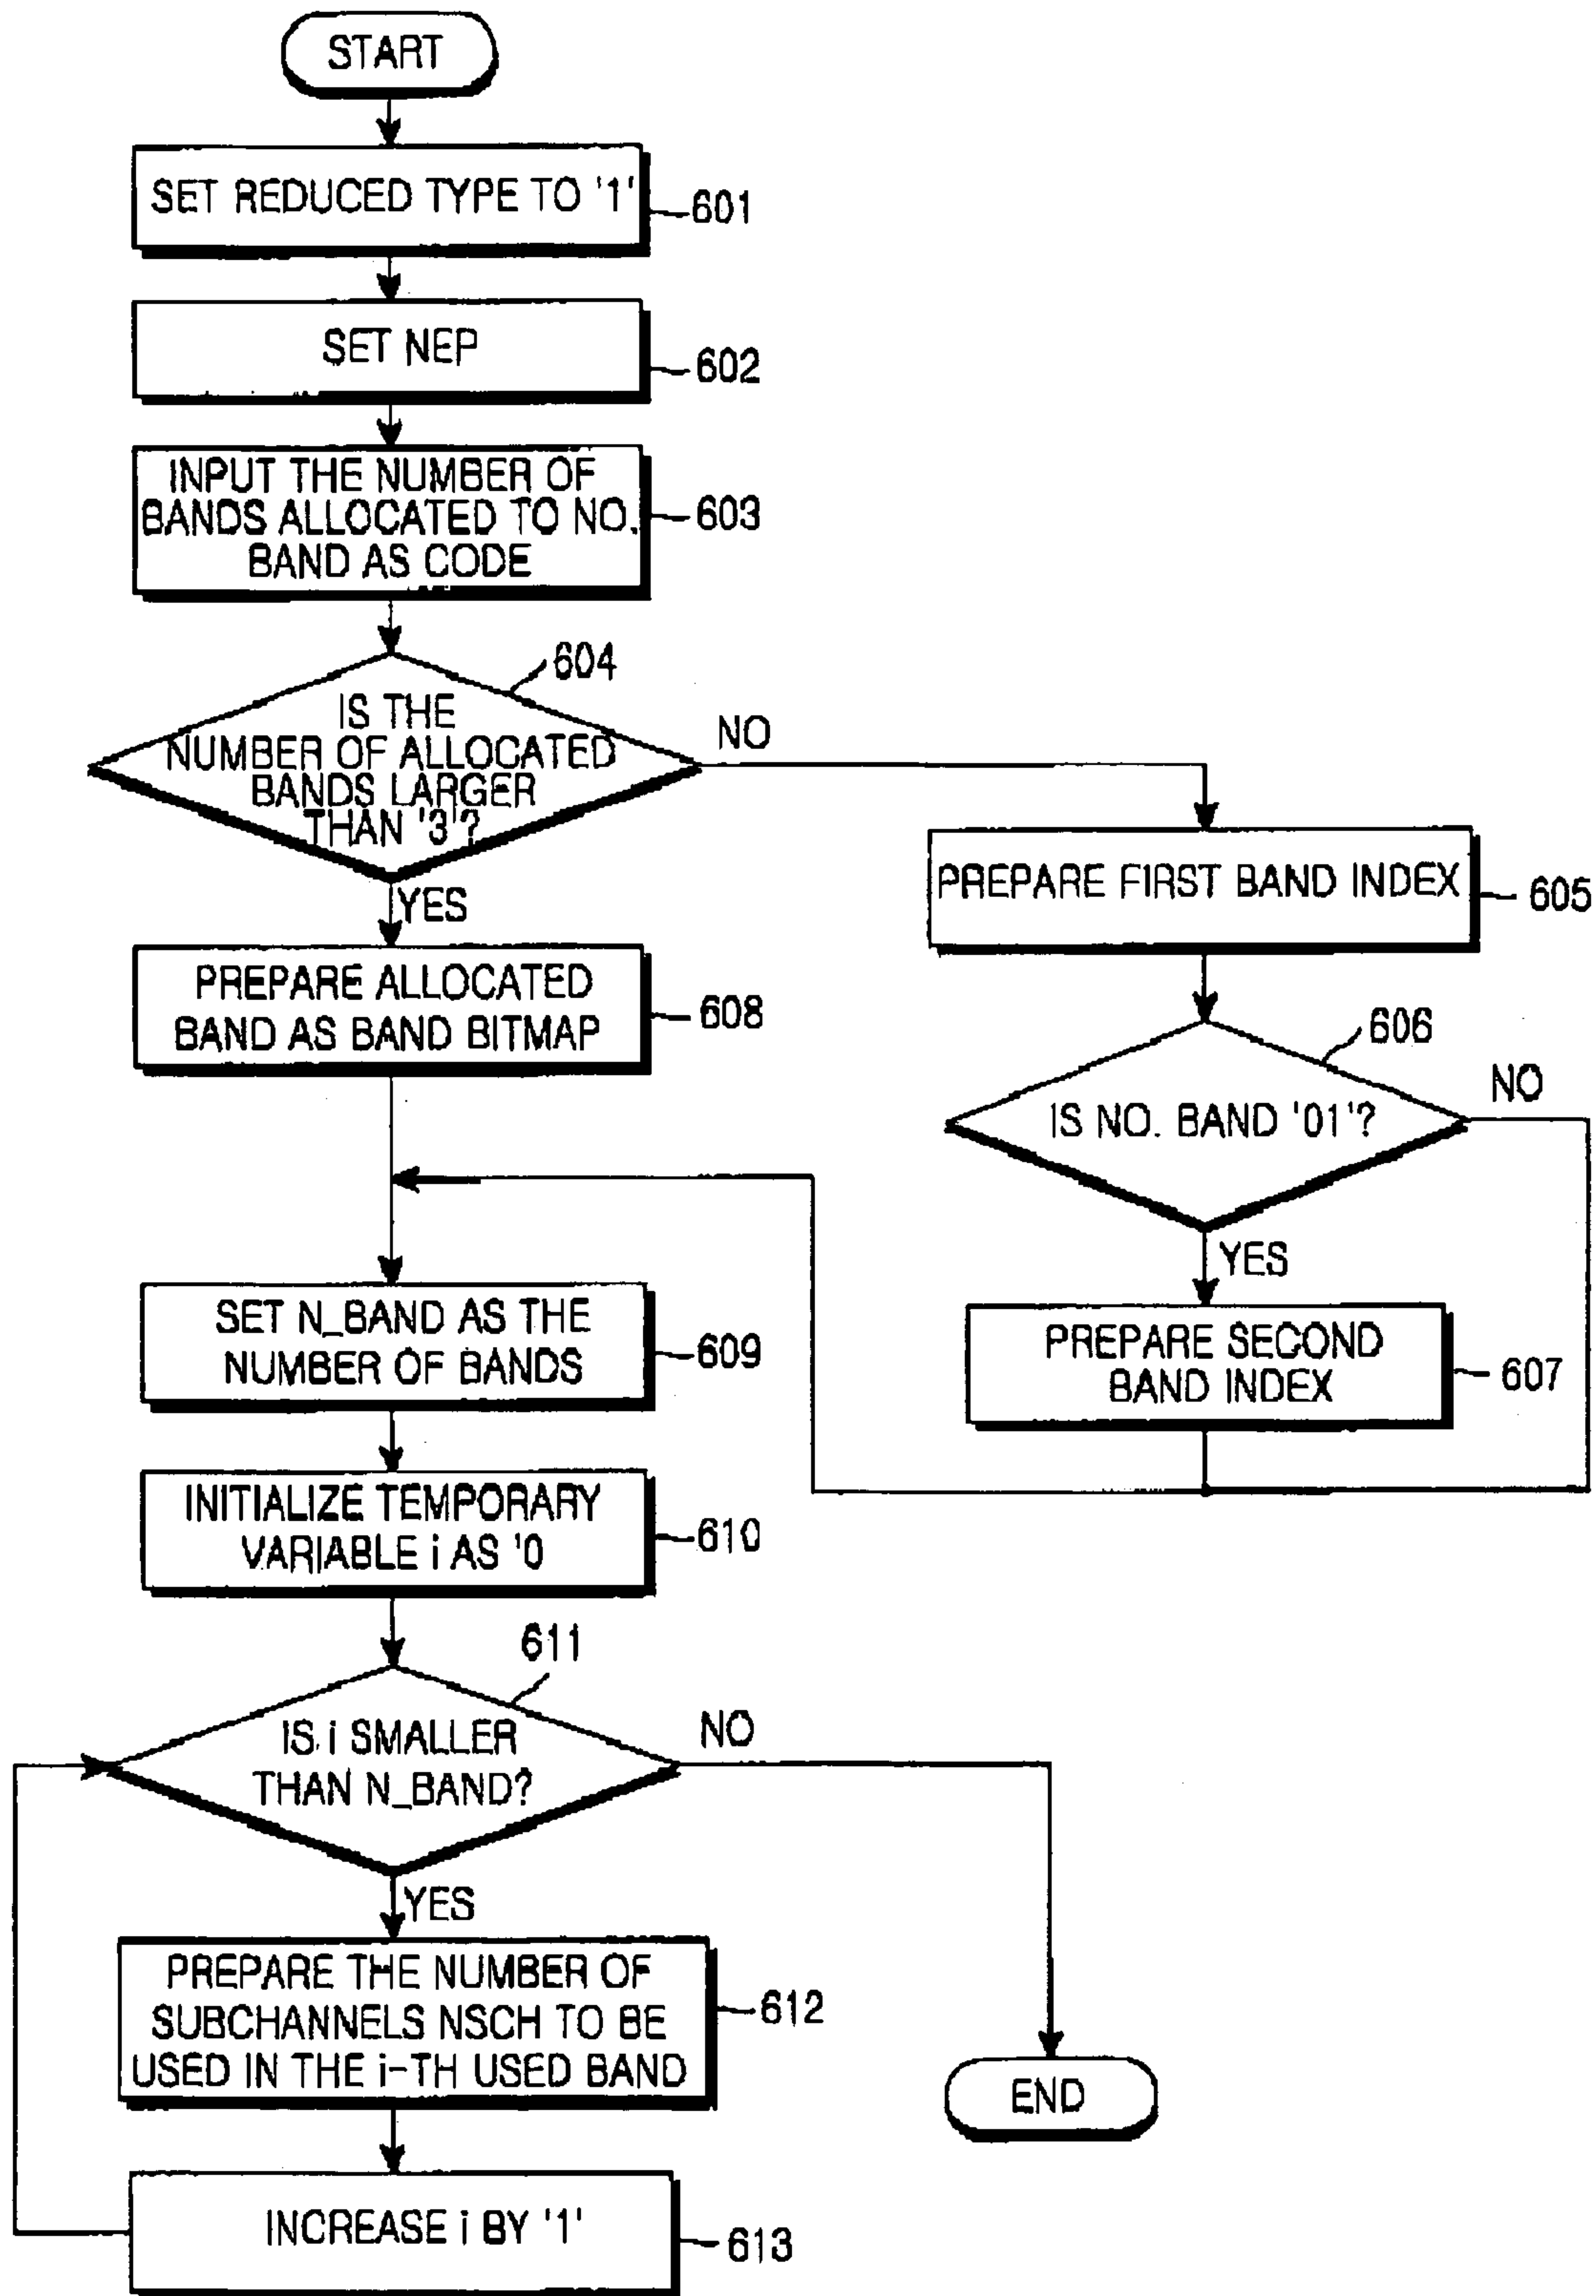 START
SET REDUCED TYPE TO '1'
601
SET NEP
602
INPUT THE NUMBER OF
BANDS ALLOCATED TO NO.
BAND AS CODE
603
604
IS THE
NUMBER OF ALLOCATED
BANDS LARGER
THAN '3'?
NO
YES
PREPARE FIRST BAND INDEX
605
PREPARE ALLOCATED
BAND AS BAND BITMAP
608
606
IS NO. BAND '01'?
NO
YES
SET N_BAND AS THE
NUMBER OF BANDS
609
PREPARE SECOND
BAND INDEX
607
INITIALIZE TEMPORARY
VARIABLE i AS '0
610
611
IS i SMALLER
THAN N_BAND?
NO
YES
PREPARE THE NUMBER OF
SUBCHANNELS NSCH TO BE
USED IN THE i-TH USED BAND
612
END
INCREASE i BY '1'
613